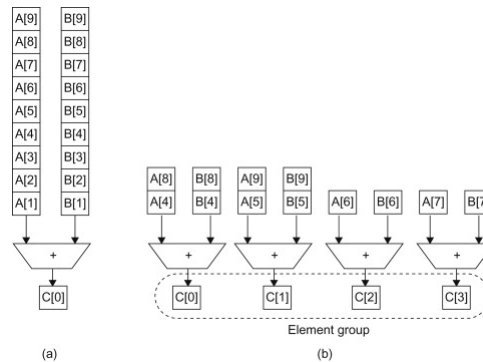 A[9] B[9]
A[8] B[8]
A[7] B[7]
A[6] B[6]
A[5] B[5]
A[4] B[4]
A[3] B[3]
A[2] B[2]
A[1] B[1]
+
C[0]
(a)
A[8] B[8] A[9] B[9]
A[4] B[4] A[5] B[5] A[6] B[6] A[7] B[7
+ + + +
C[0] C[1] C[2] C[3]
Element group
(b)